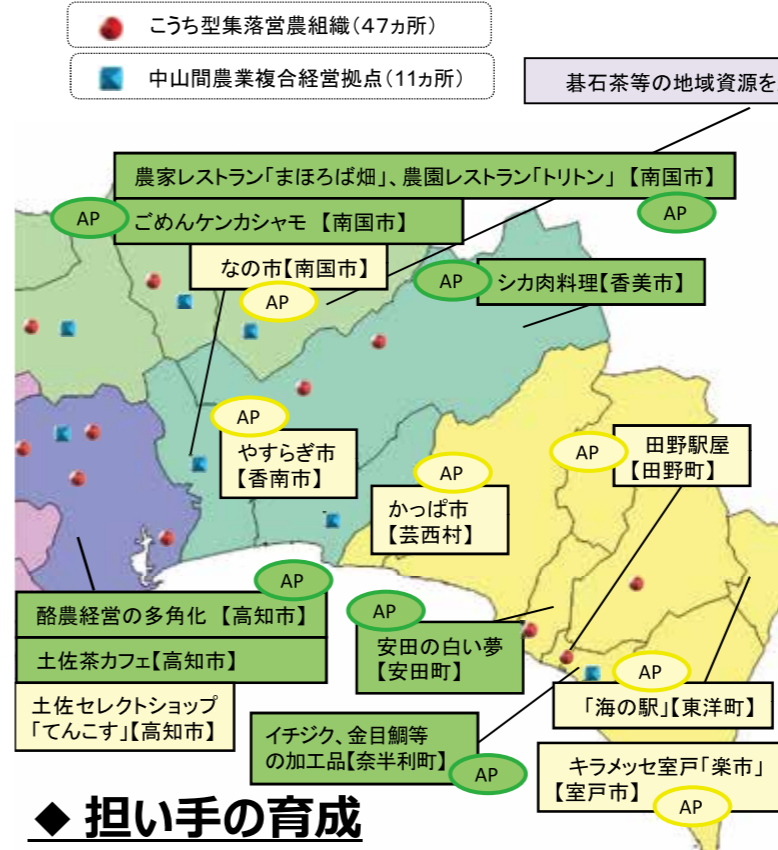 こうち型集落営農組織(47ヵ所)
中山間農業複合経営拠点(11ヵ所)
碁石茶等の地域資源を
農家レストラン「まほろば畑」、農園レストラン「トリトン」 【南国市】
AP
AP
ごめんケンカシャモ 【南国市】
なの市【南国市】
AP
AP
シカ肉料理【香美市】
AP
やすらぎ市
【香南市】
AP
かっぱ市
【芸西村】
AP
田野駅屋
【田野町】
AP
酪農経営の多角化 【高知市】
土佐茶カフェ【高知市】
土佐セレクトショップ
「てんこす」【高知市】
AP
安田の白い夢
【安田町】
AP
「海の駅」【東洋町】
イチジク、金目鯛等
の加工品【奈半利町】
AP
キラメッセ室戸「楽市」
【室戸市】
AP
◆ 担い手の育成